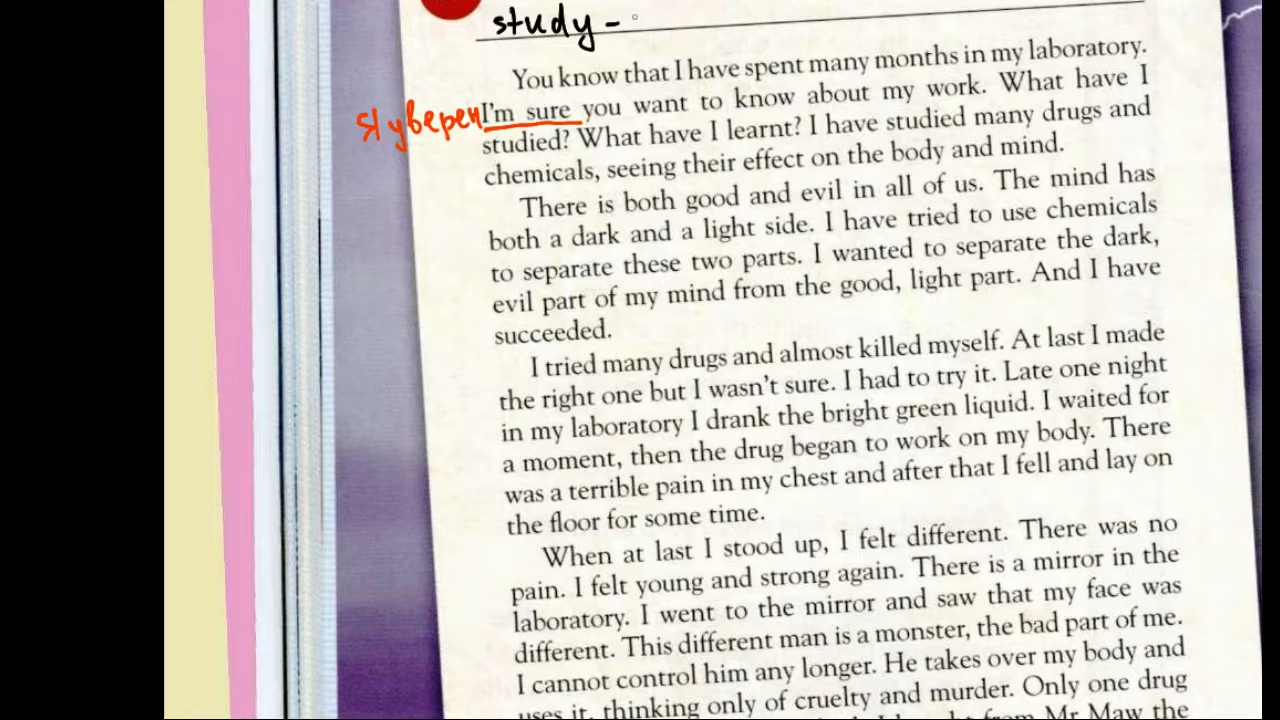 study -
You know that I have spent many months in my laboratory.
Я уверен I'm sure you want to know about my work. What have I
studied? What have I learnt? I have studied many drugs and
chemicals, seeing their effect on the body and mind.
There is both good and evil in all of us. The mind has
both a dark and a light side. I have tried to use chemicals
to separate these two parts. I wanted to separate the dark,
evil part of my mind from the good, light part. And I have
succeeded.
I tried many drugs and almost killed myself. At last I made
the right one but I wasn't sure. I had to try it. Late one night
in my laboratory I drank the bright green liquid. I waited for
a moment, then the drug began to work on my body. There
was a terrible pain in my chest and after that I fell and lay on
the floor for some time.
When at last I stood up, I felt different. There was no
pain. I felt young and strong again. There is a mirror in the
laboratory. I went to the mirror and saw that my face was
different. This different man is a monster, the bad part of me.
I cannot control him any longer. He takes over my body and
uses it, thinking only of cruelty and murder. Only one drug
from Mr Maw the